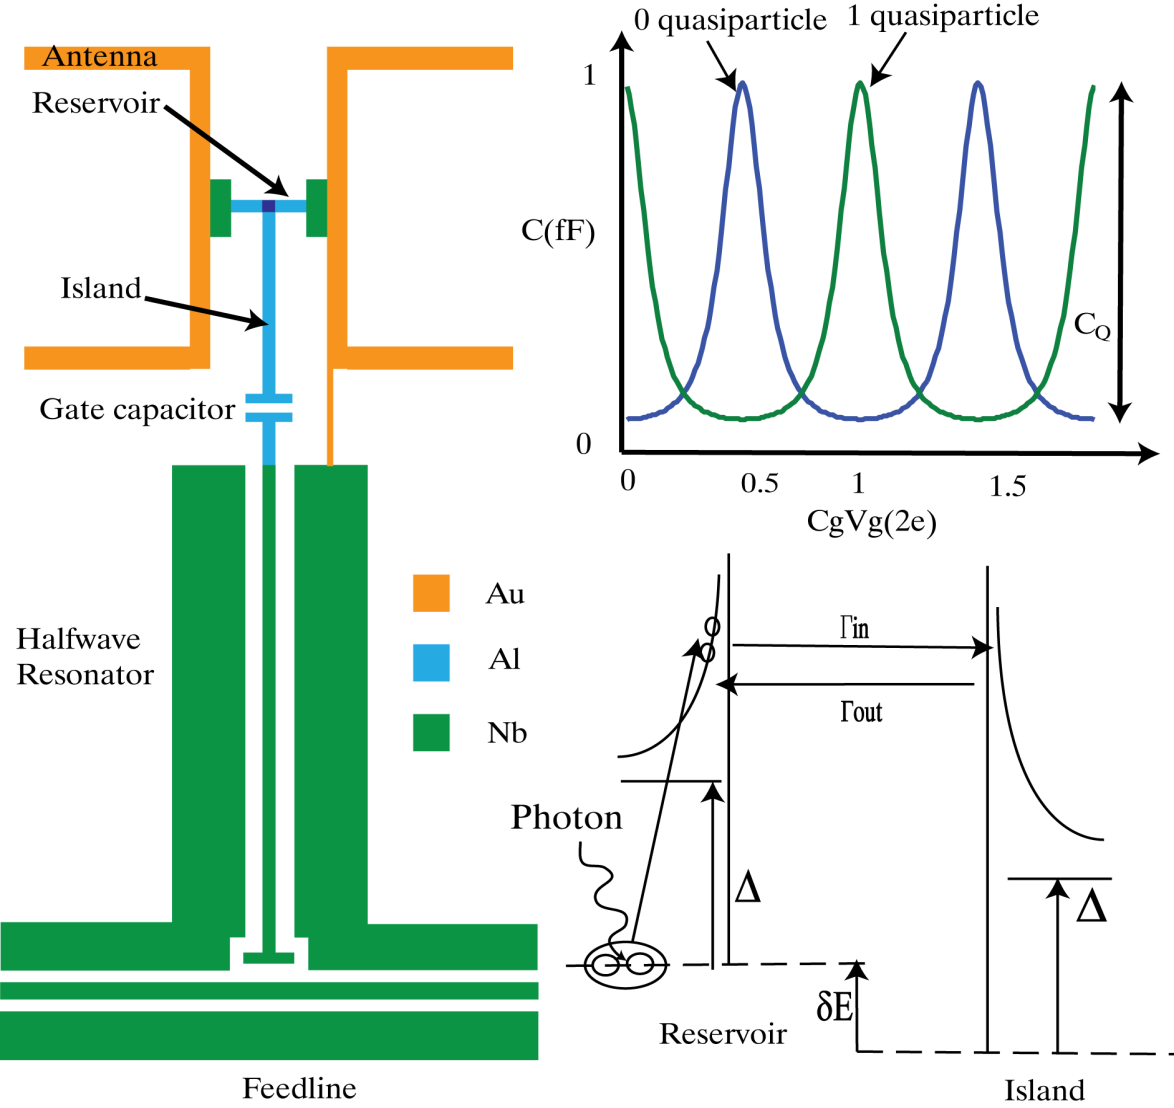 Antenna
Reservoir
Island
Gate capacitor
Halfwave
Resonator
Au
Al
Nb
Feedline
0 quasiparticle
1 quasiparticle
1
C(fF)
C_Q
0
0
0.5
1
1.5
CgVg(2e)
Γin
Γout
Photon
Δ
Δ
δE
Reservoir
Island